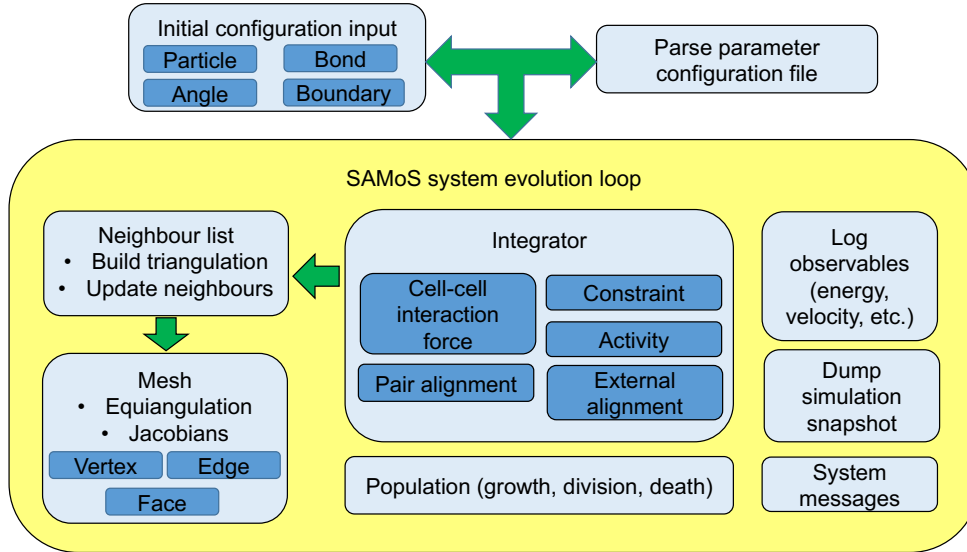 Initial configuration input
Particle
Bond
Angle
Boundary
Parse parameter
configuration file
SAMoS system evolution loop
Neighbour list
• Build triangulation
• Update neighbours
Mesh
• Equiangulation
• Jacobians
Vertex
Edge
Face
Integrator
Cell-cell
interaction
force
Constraint
Activity
Pair alignment
External
alignment
Population (growth, division, death)
Log
observables
(energy,
velocity, etc.)
Dump
simulation
snapshot
System
messages